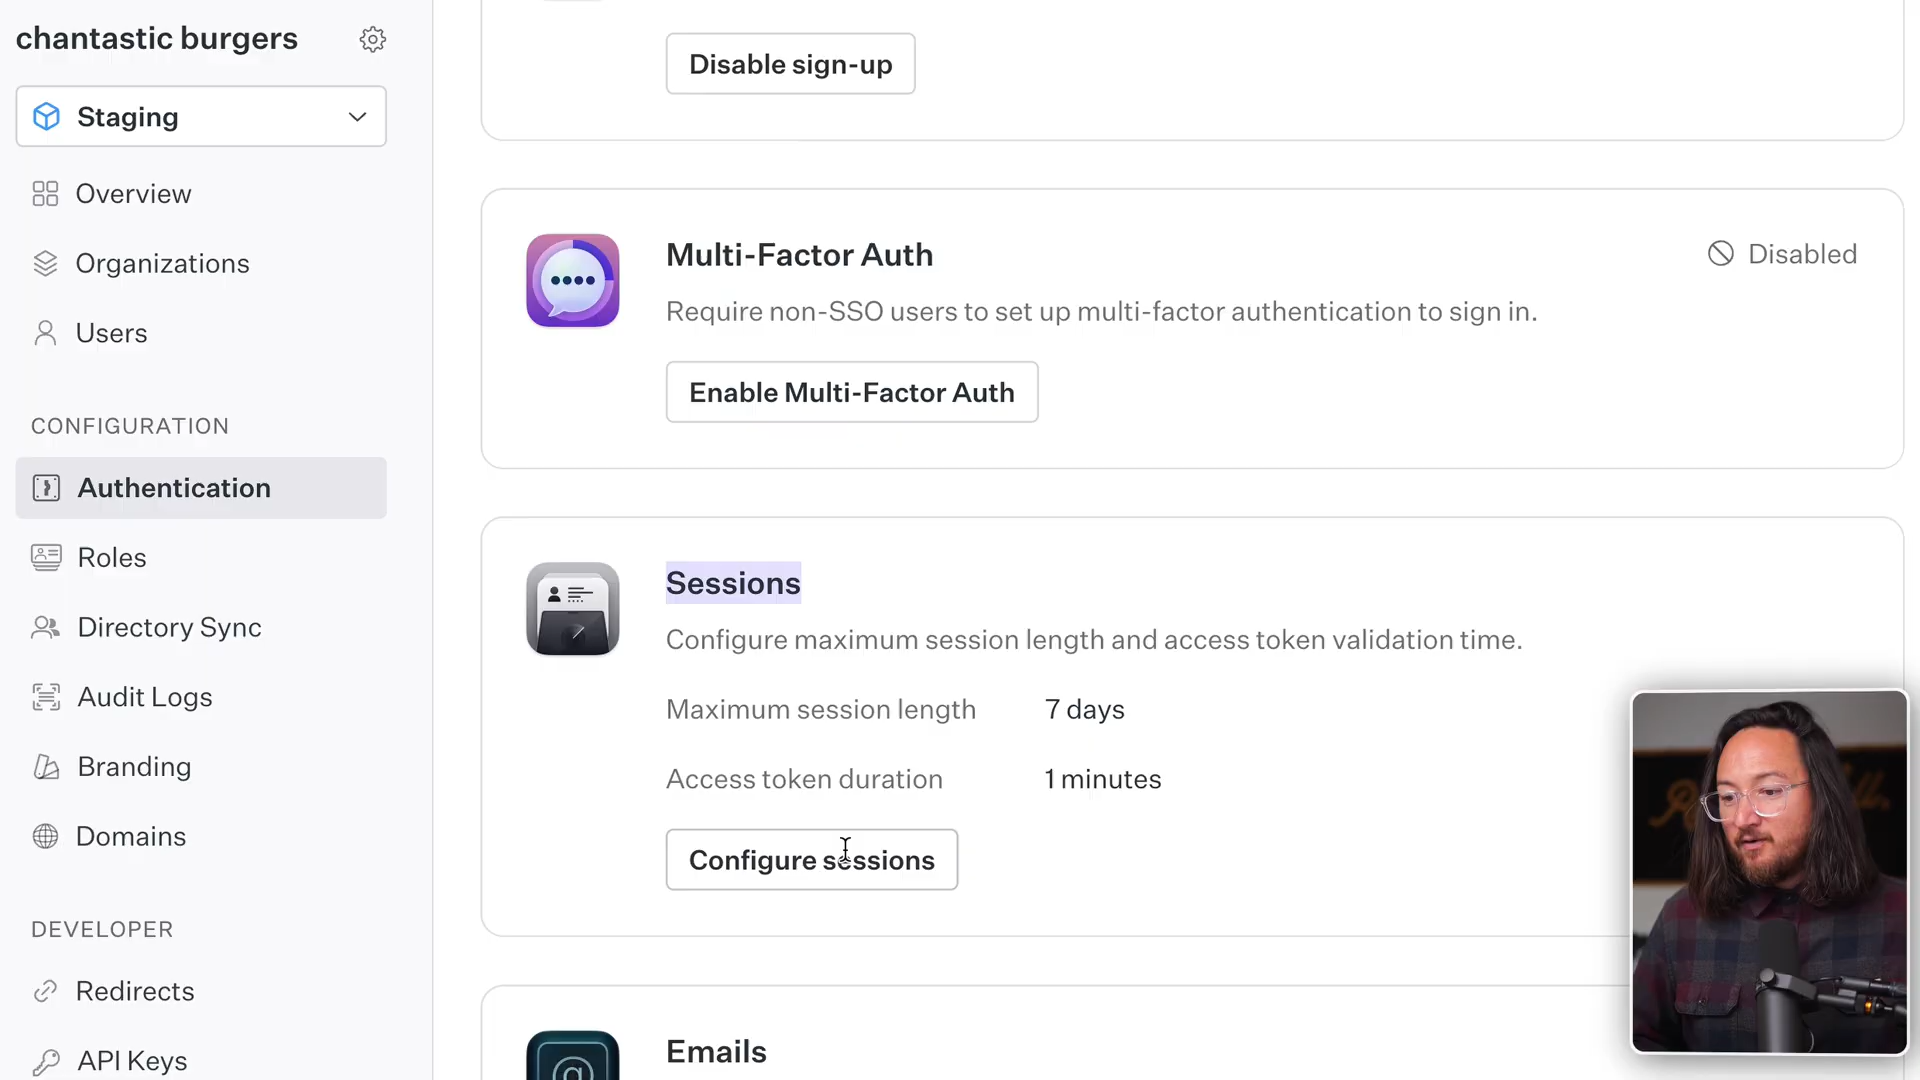 chantastic burgers
Staging
Overview
Organizations
Users
CONFIGURATION
Authentication
Roles
Directory Sync
Audit Logs
Branding
Domains
DEVELOPER
Redirects
API Keys
Disable sign-up
Multi-Factor Auth
Disabled
Require non-SSO users to set up multi-factor authentication to sign in.
Enable Multi-Factor Auth
Sessions
Configure maximum session length and access token validation time.
Maximum session length 7 days
Access token duration 1 minutes
Configure sessions
Emails